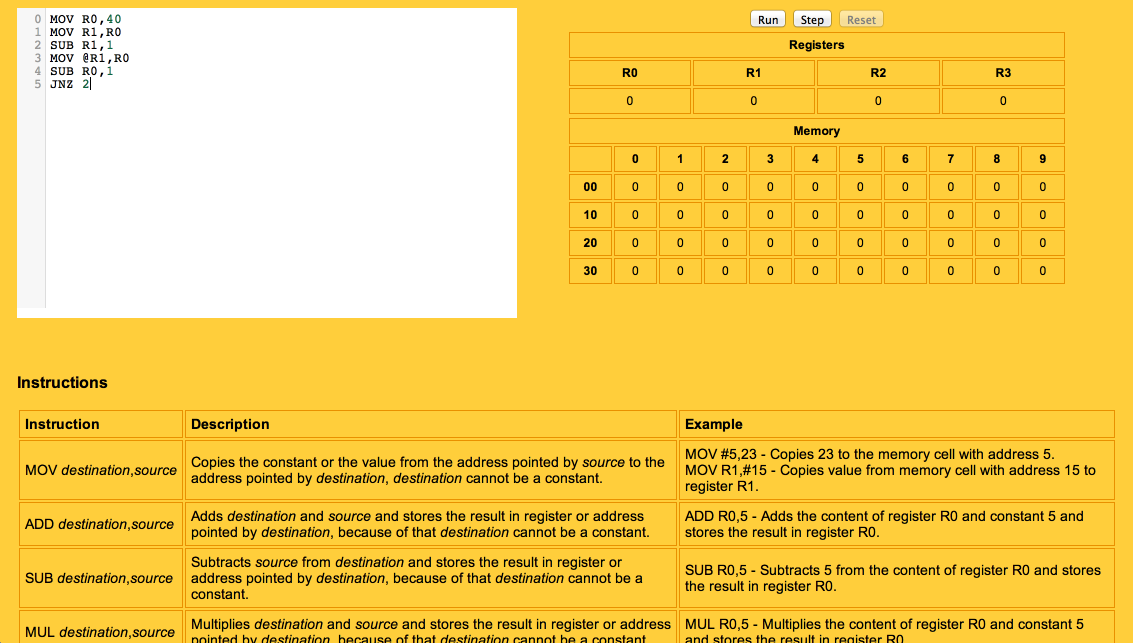 0 MOV R0,40
1 MOV R1,R0
2 SUB R1,1
3 MOV @R1,R0
4 SUB R0,1
5 JNZ 2
Run Step Reset
Registers
R0 R1 R2 R3
0 0 0 0
Memory
0 1 2 3 4 5 6 7 8 9
00 0 0 0 0 0 0 0 0 0 0
10 0 0 0 0 0 0 0 0 0 0
20 0 0 0 0 0 0 0 0 0 0
30 0 0 0 0 0 0 0 0 0 0
Instructions
Instruction Description Example
MOV destination,source
Copies the constant or the value from the address pointed by source to the
address pointed by destination, destination cannot be a constant.
MOV #5,23 - Copies 23 to the memory cell with address 5.
MOV R1,#15 - Copies value from memory cell with address 15 to
register R1.
ADD destination,source
Adds destination and source and stores the result in register or address
pointed by destination, because of that destination cannot be a constant.
ADD R0,5 - Adds the content of register R0 and constant 5 and
stores the result in register R0.
SUB destination,source
Subtracts source from destination and stores the result in register or
address pointed by destination, because of that destination cannot be a
constant.
SUB R0,5 - Subtracts 5 from the content of register R0 and stores
the result in register R0.
MUL destination,source
Multiplies destination and source and stores the result in register or address
pointed by destination, because of that destination cannot be a constant
MUL R0,5 - Multiplies the content of register R0 and constant 5
and stores the result in register R0